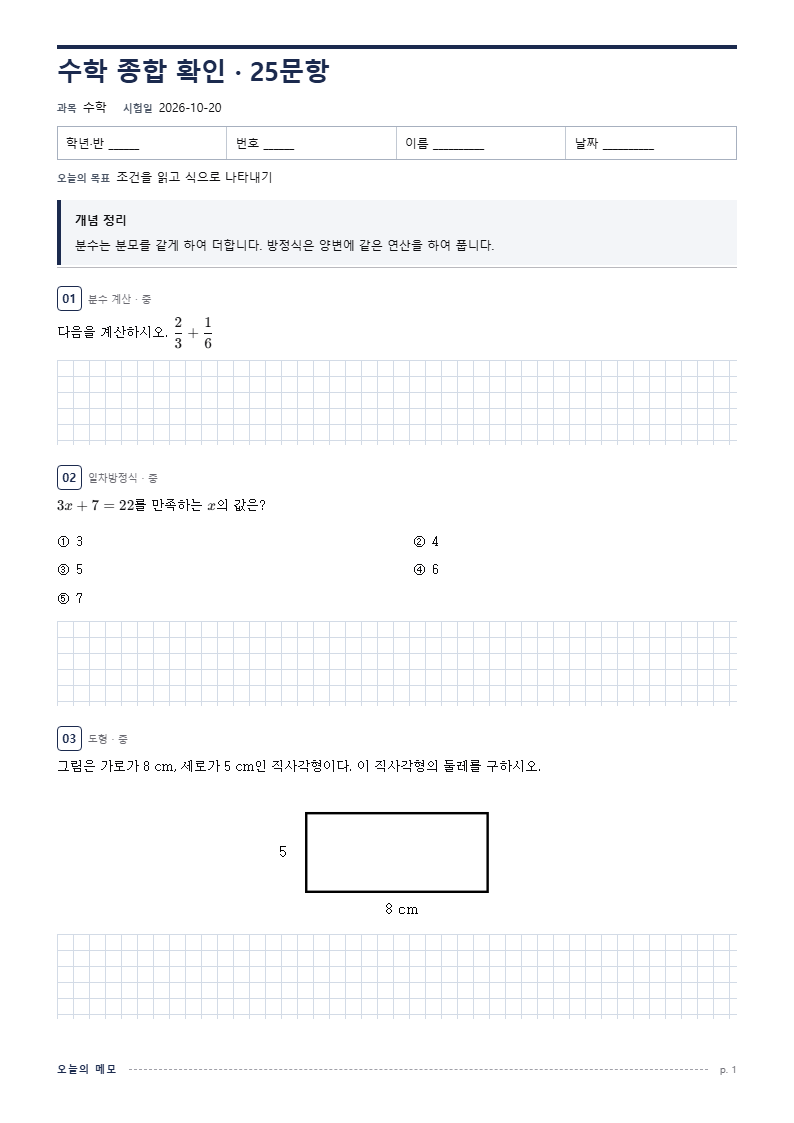 수학 종합 확인 · 25문항
과목 수학 시험일 2026-10-20
학년·반 _____ 번호 _____ 이름 ________ 날짜 ________
오늘의 목표 조건을 읽고 식으로 나타내기
개념 정리
분수는 분모를 같게 하여 더합니다. 방정식은 양변에 같은 연산을 하여 풉니다.
01 분수 계산 · 중
다음을 계산하시오. 2/3 + 1/6
02 일차방정식 · 중
3x + 7 = 22를 만족하는 x의 값은?
① 3 ② 4
③ 5 ④ 6
⑤ 7
03 도형 · 중
그림은 가로가 8 cm, 세로가 5 cm인 직사각형이다. 이 직사각형의 둘레를 구하시오.
5
8 cm
오늘의 메모 p. 1